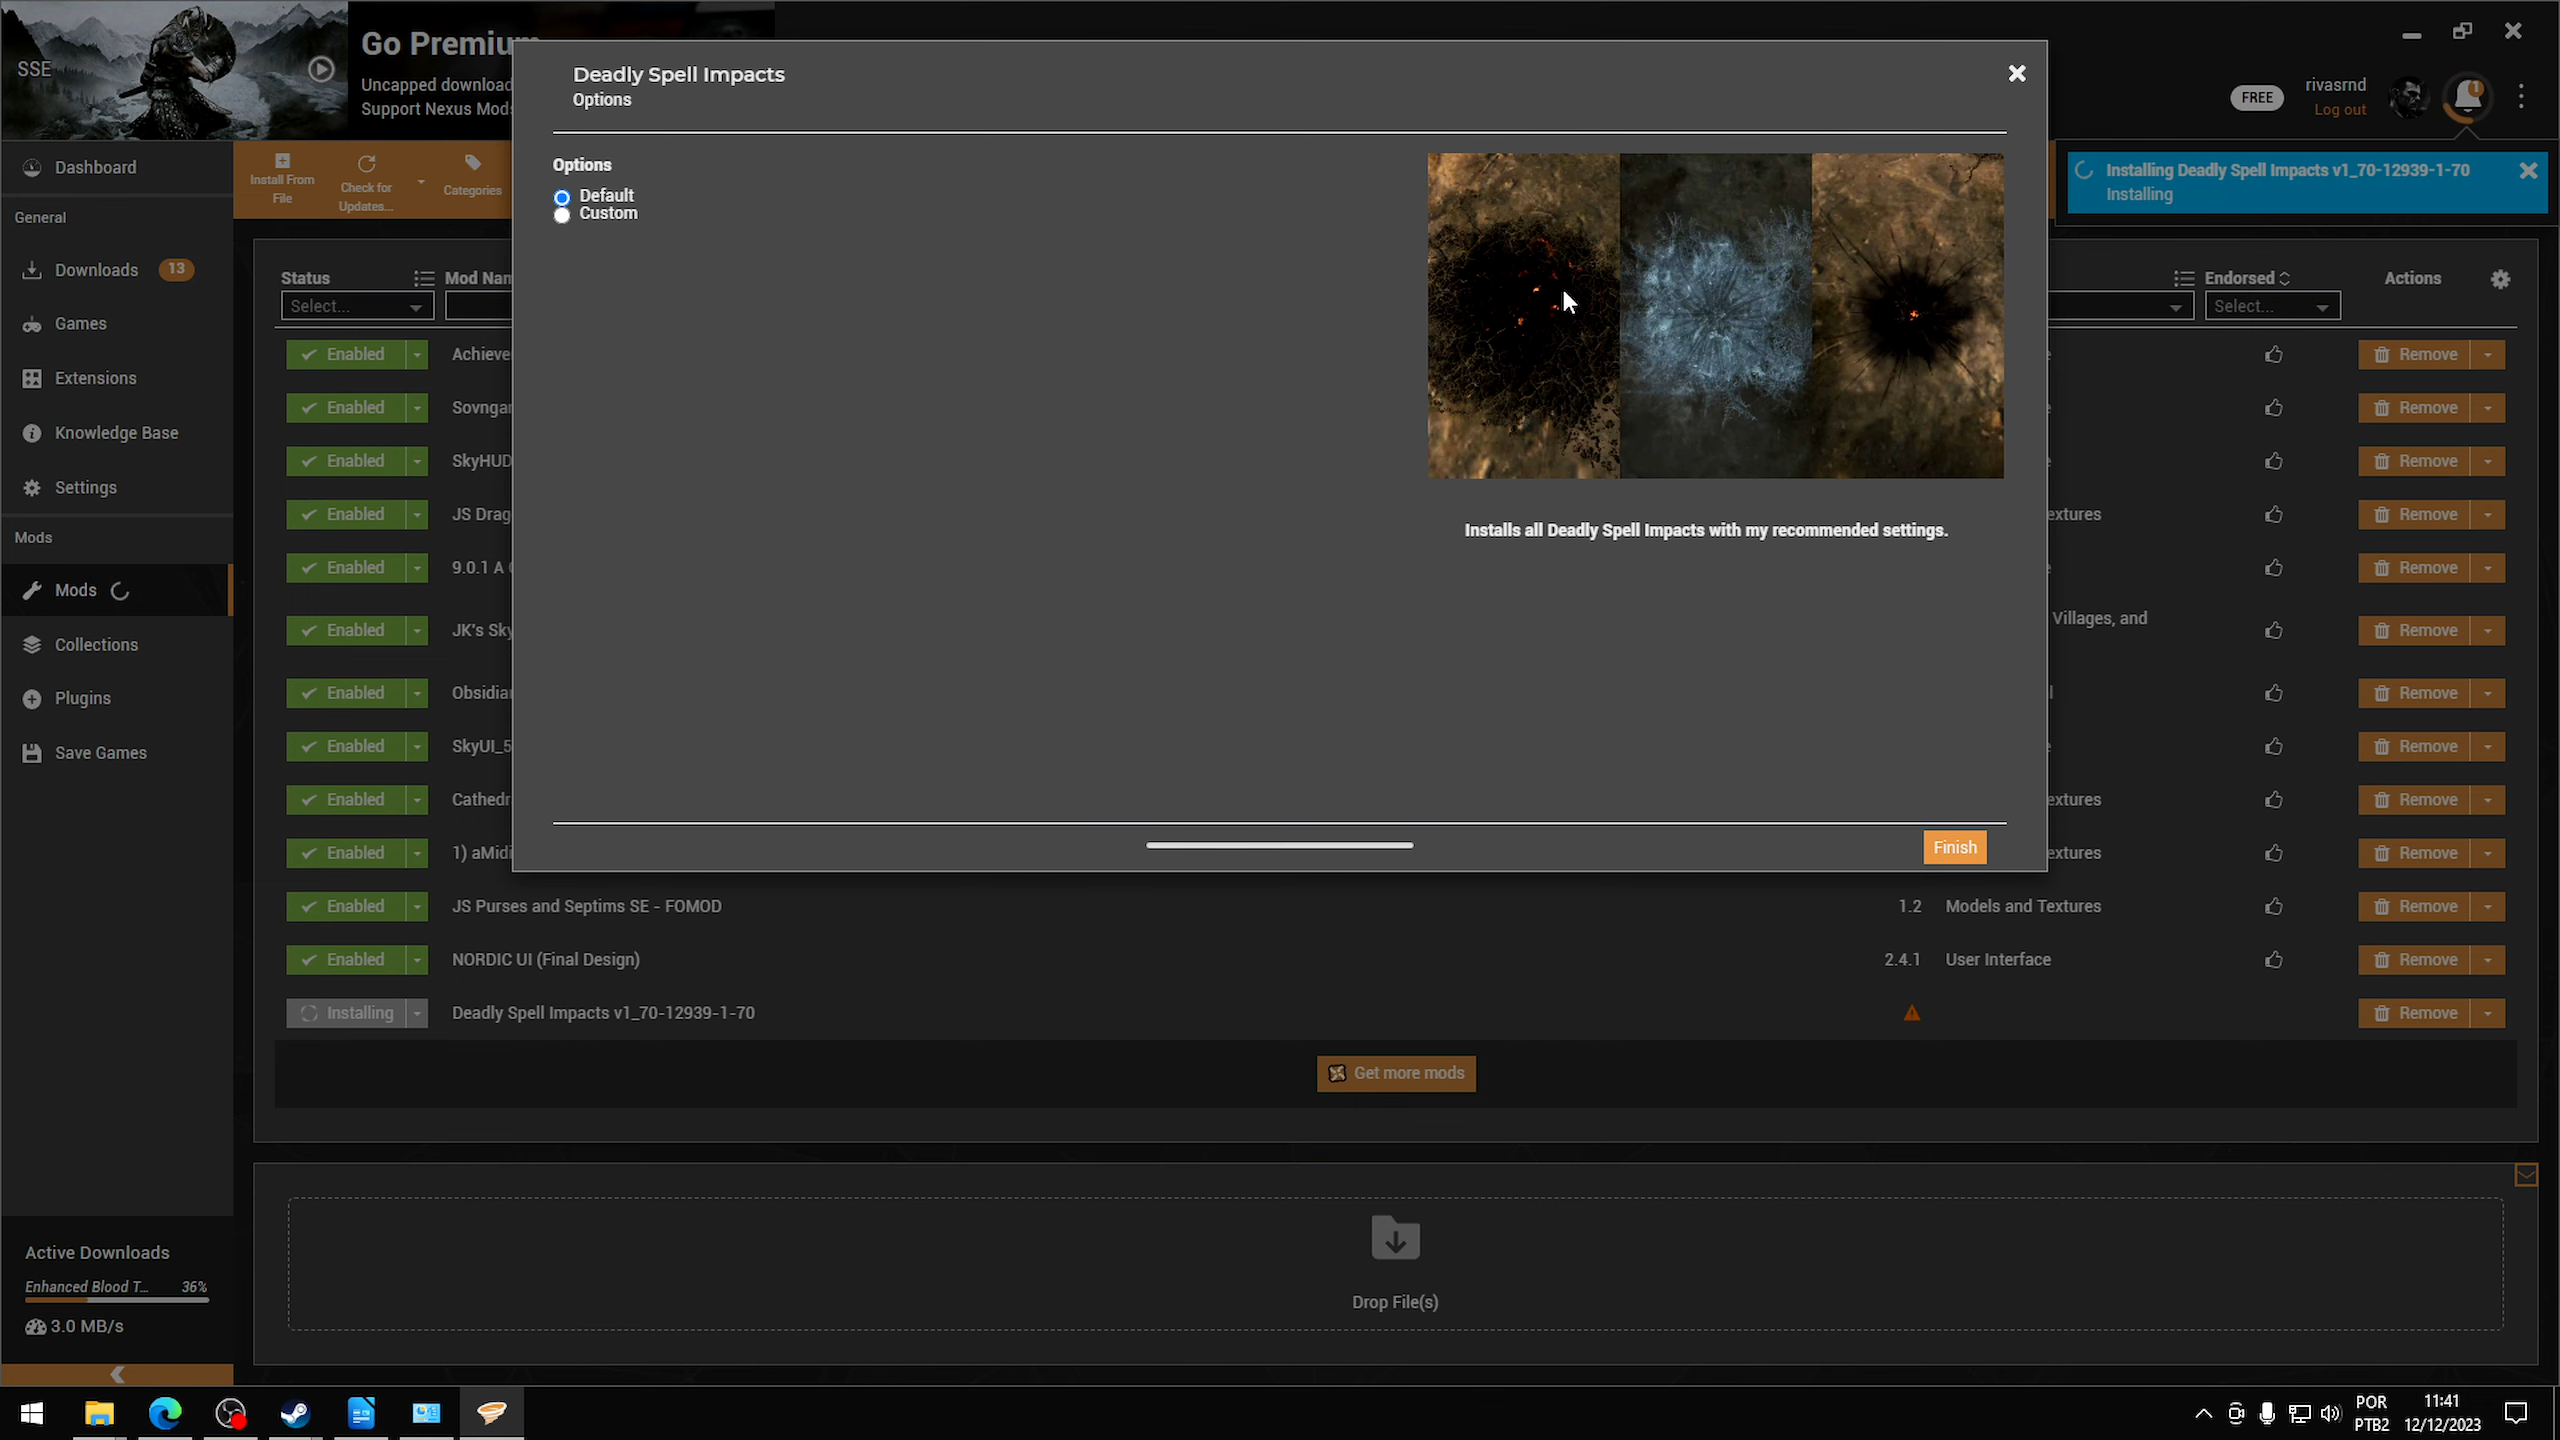 SSE
Go Premium
Uncapped download
Support Nexus Mods
FREE
rivasrnd
Log out
Dashboard
General
Downloads 13
Games
Extensions
Knowledge Base
Settings
Mods
Mods
Collections
Plugins
Save Games
Active Downloads
Enhanced Blood T... 36%
3.0 MB/s
Install From
File
Check for
Updates...
Categories
Deadly Spell Impacts
Options
Options
Default
Custom
Installs all Deadly Spell Impacts with my recommended settings.
Finish
1
Installing Deadly Spell Impacts v1_70-12939-1-70
Installing
Status
Select...
Mod Nam
Endorsed
Select...
Actions
Enabled Achieve Remove
Enabled Sovngar Remove
Enabled SkyHUD Remove
Enabled JS Drag extures Remove
Enabled 9.0.1 A Remove
Enabled JK's Sky Villages, and Remove
Enabled Obsidia Remove
Enabled SkyUI_5 Remove
Enabled Cathedr extures Remove
Enabled 1) aMidi extures Remove
Enabled JS Purses and Septims SE - FOMOD 1.2 Models and Textures Remove
Enabled NORDIC UI (Final Design) 2.4.1 User Interface Remove
Installing Deadly Spell Impacts v1_70-12939-1-70 Remove
Get more mods
Drop File(s)
POR
PTB2
11:41
12/12/2023